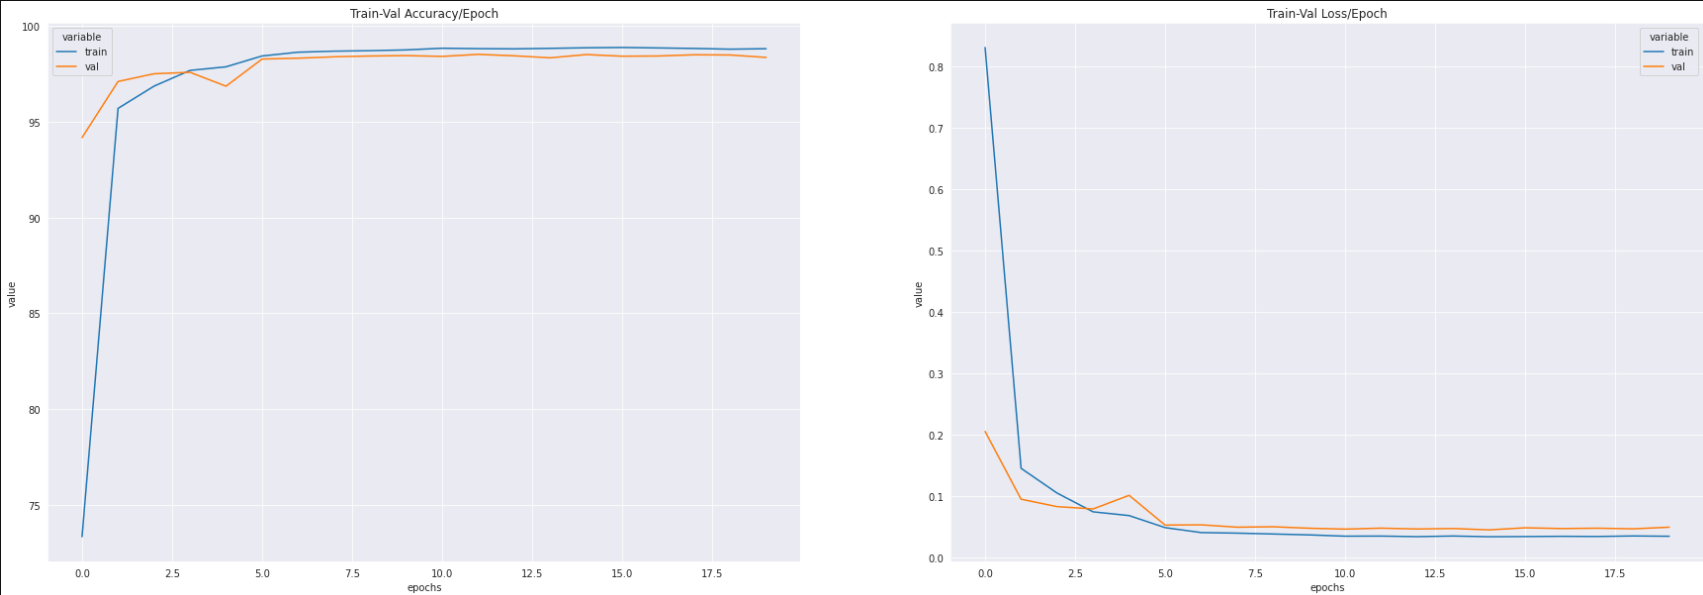 Train-Val Accuracy/Epoch
100
95
90
85
80
75
value
variable
train
val
0.0 2.5 5.0 7.5 10.0 12.5 15.0 17.5
epochs
Train-Val Loss/Epoch
0.8
0.7
0.6
0.5
0.4
0.3
0.2
0.1
0.0
value
variable
train
val
0.0 2.5 5.0 7.5 10.0 12.5 15.0 17.5
epochs